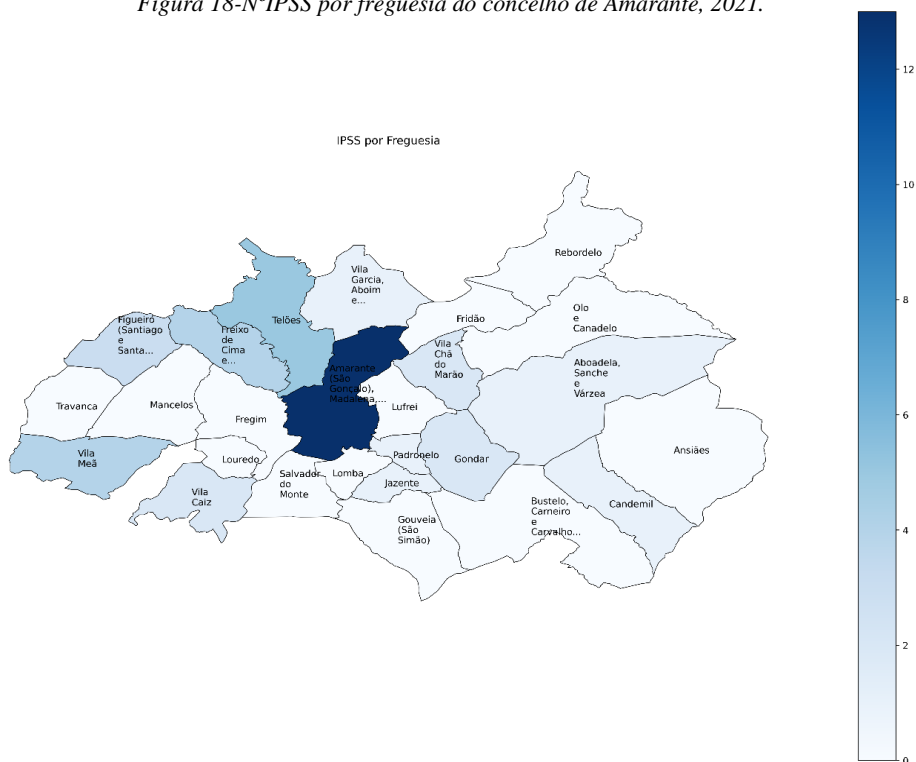 Figura 18-NºIPSS por freguesia do concelho de Amarante, 2021.
IPSS por Freguesia
12
10
8
6
4
2
0
Rebordelo
Vila
Garcia,
Aboim
e...
Olo
e
Canadelo
Telões
Fridão
Figueiró
(Santiago
e
Santa...
Freixo
de
Cima
e...
Vila
Chã
do
Marão
Aboadela,
Sanche
e
Várzea
Amarante
(São
Gonçalo),
Madalena,...
Travanca
Mancelos
Lufrei
Fregim
Ansiães
Vila
Meã
Louredo
Padronelo
Gondar
Salvador
do
Monte
Lomba
Jazente
Vila
Caiz
Candemil
Bustelo,
Carneiro
e
Carvalho...
Gouveia
(São
Simão)